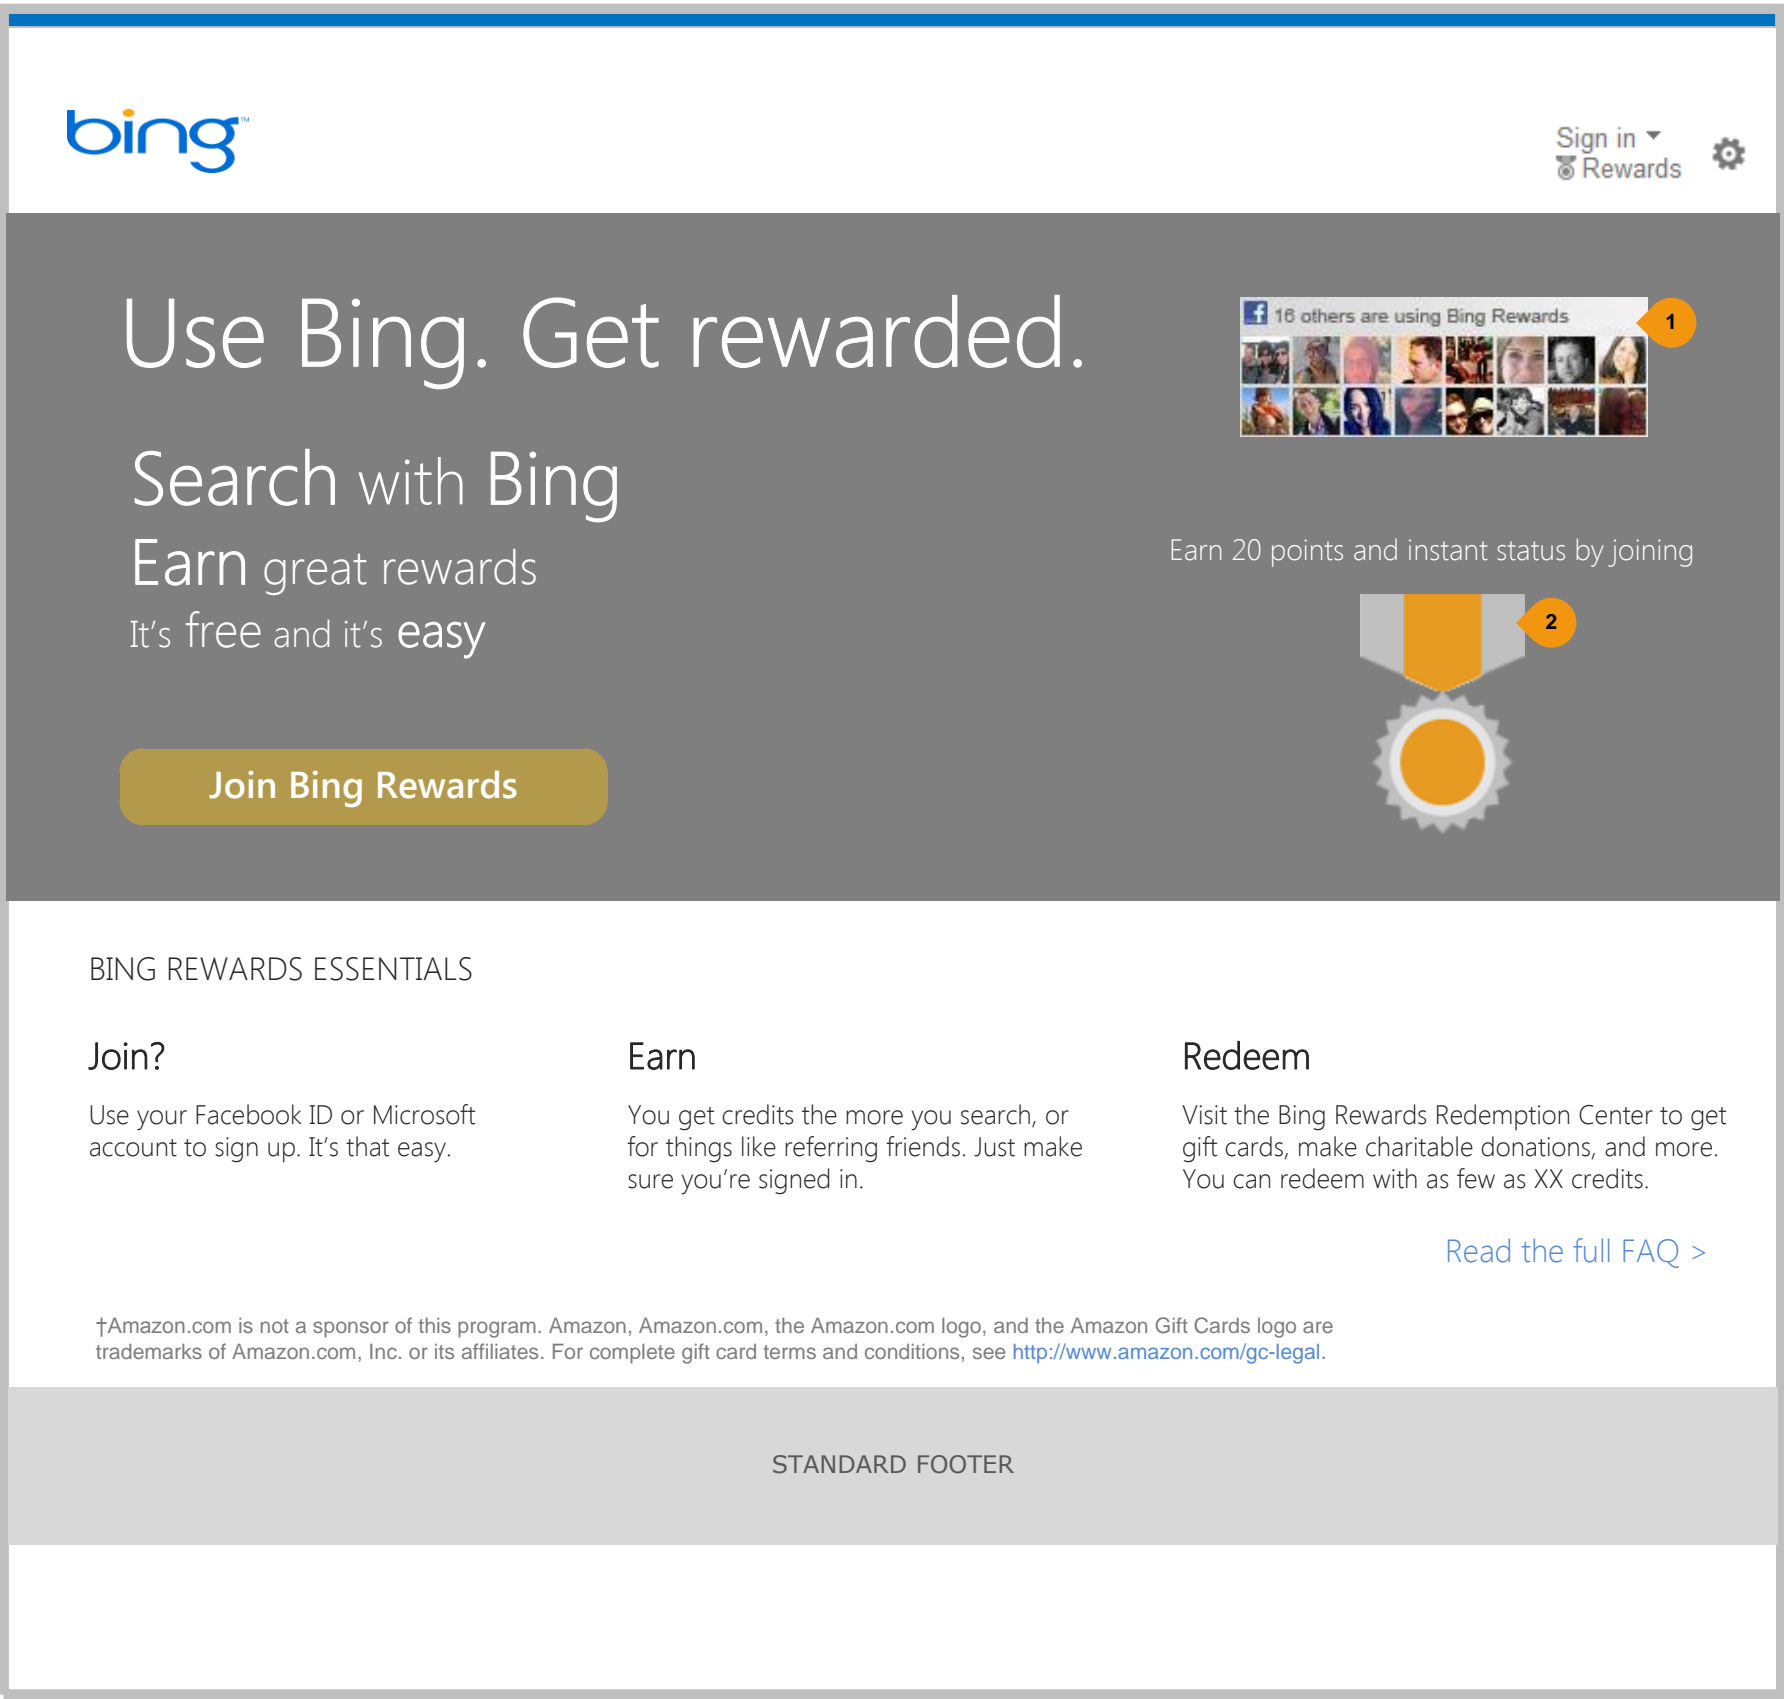 bing™
Sign in
Rewards
Use Bing. Get rewarded.
16 others are using Bing Rewards
1
Search with Bing
Earn great rewards
It's free and it's easy
Earn 20 points and instant status by joining
2
Join Bing Rewards
BING REWARDS ESSENTIALS
Join?
Use your Facebook ID or Microsoft
account to sign up. It's that easy.
Earn
You get credits the more you search, or
for things like referring friends. Just make
sure you're signed in.
Redeem
Visit the Bing Rewards Redemption Center to get
gift cards, make charitable donations, and more.
You can redeem with as few as XX credits.
Read the full FAQ >
†Amazon.com is not a sponsor of this program. Amazon, Amazon.com, the Amazon.com logo, and the Amazon Gift Cards logo are
trademarks of Amazon.com, Inc. or its affiliates. For complete gift card terms and conditions, see http://www.amazon.com/gc-legal.
STANDARD FOOTER